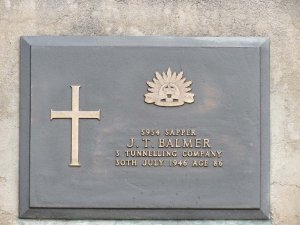 5954 SAPPER
J. T. BALMER
3 TUNNELLING COMPANY
30TH JULY 1946 AGE 86